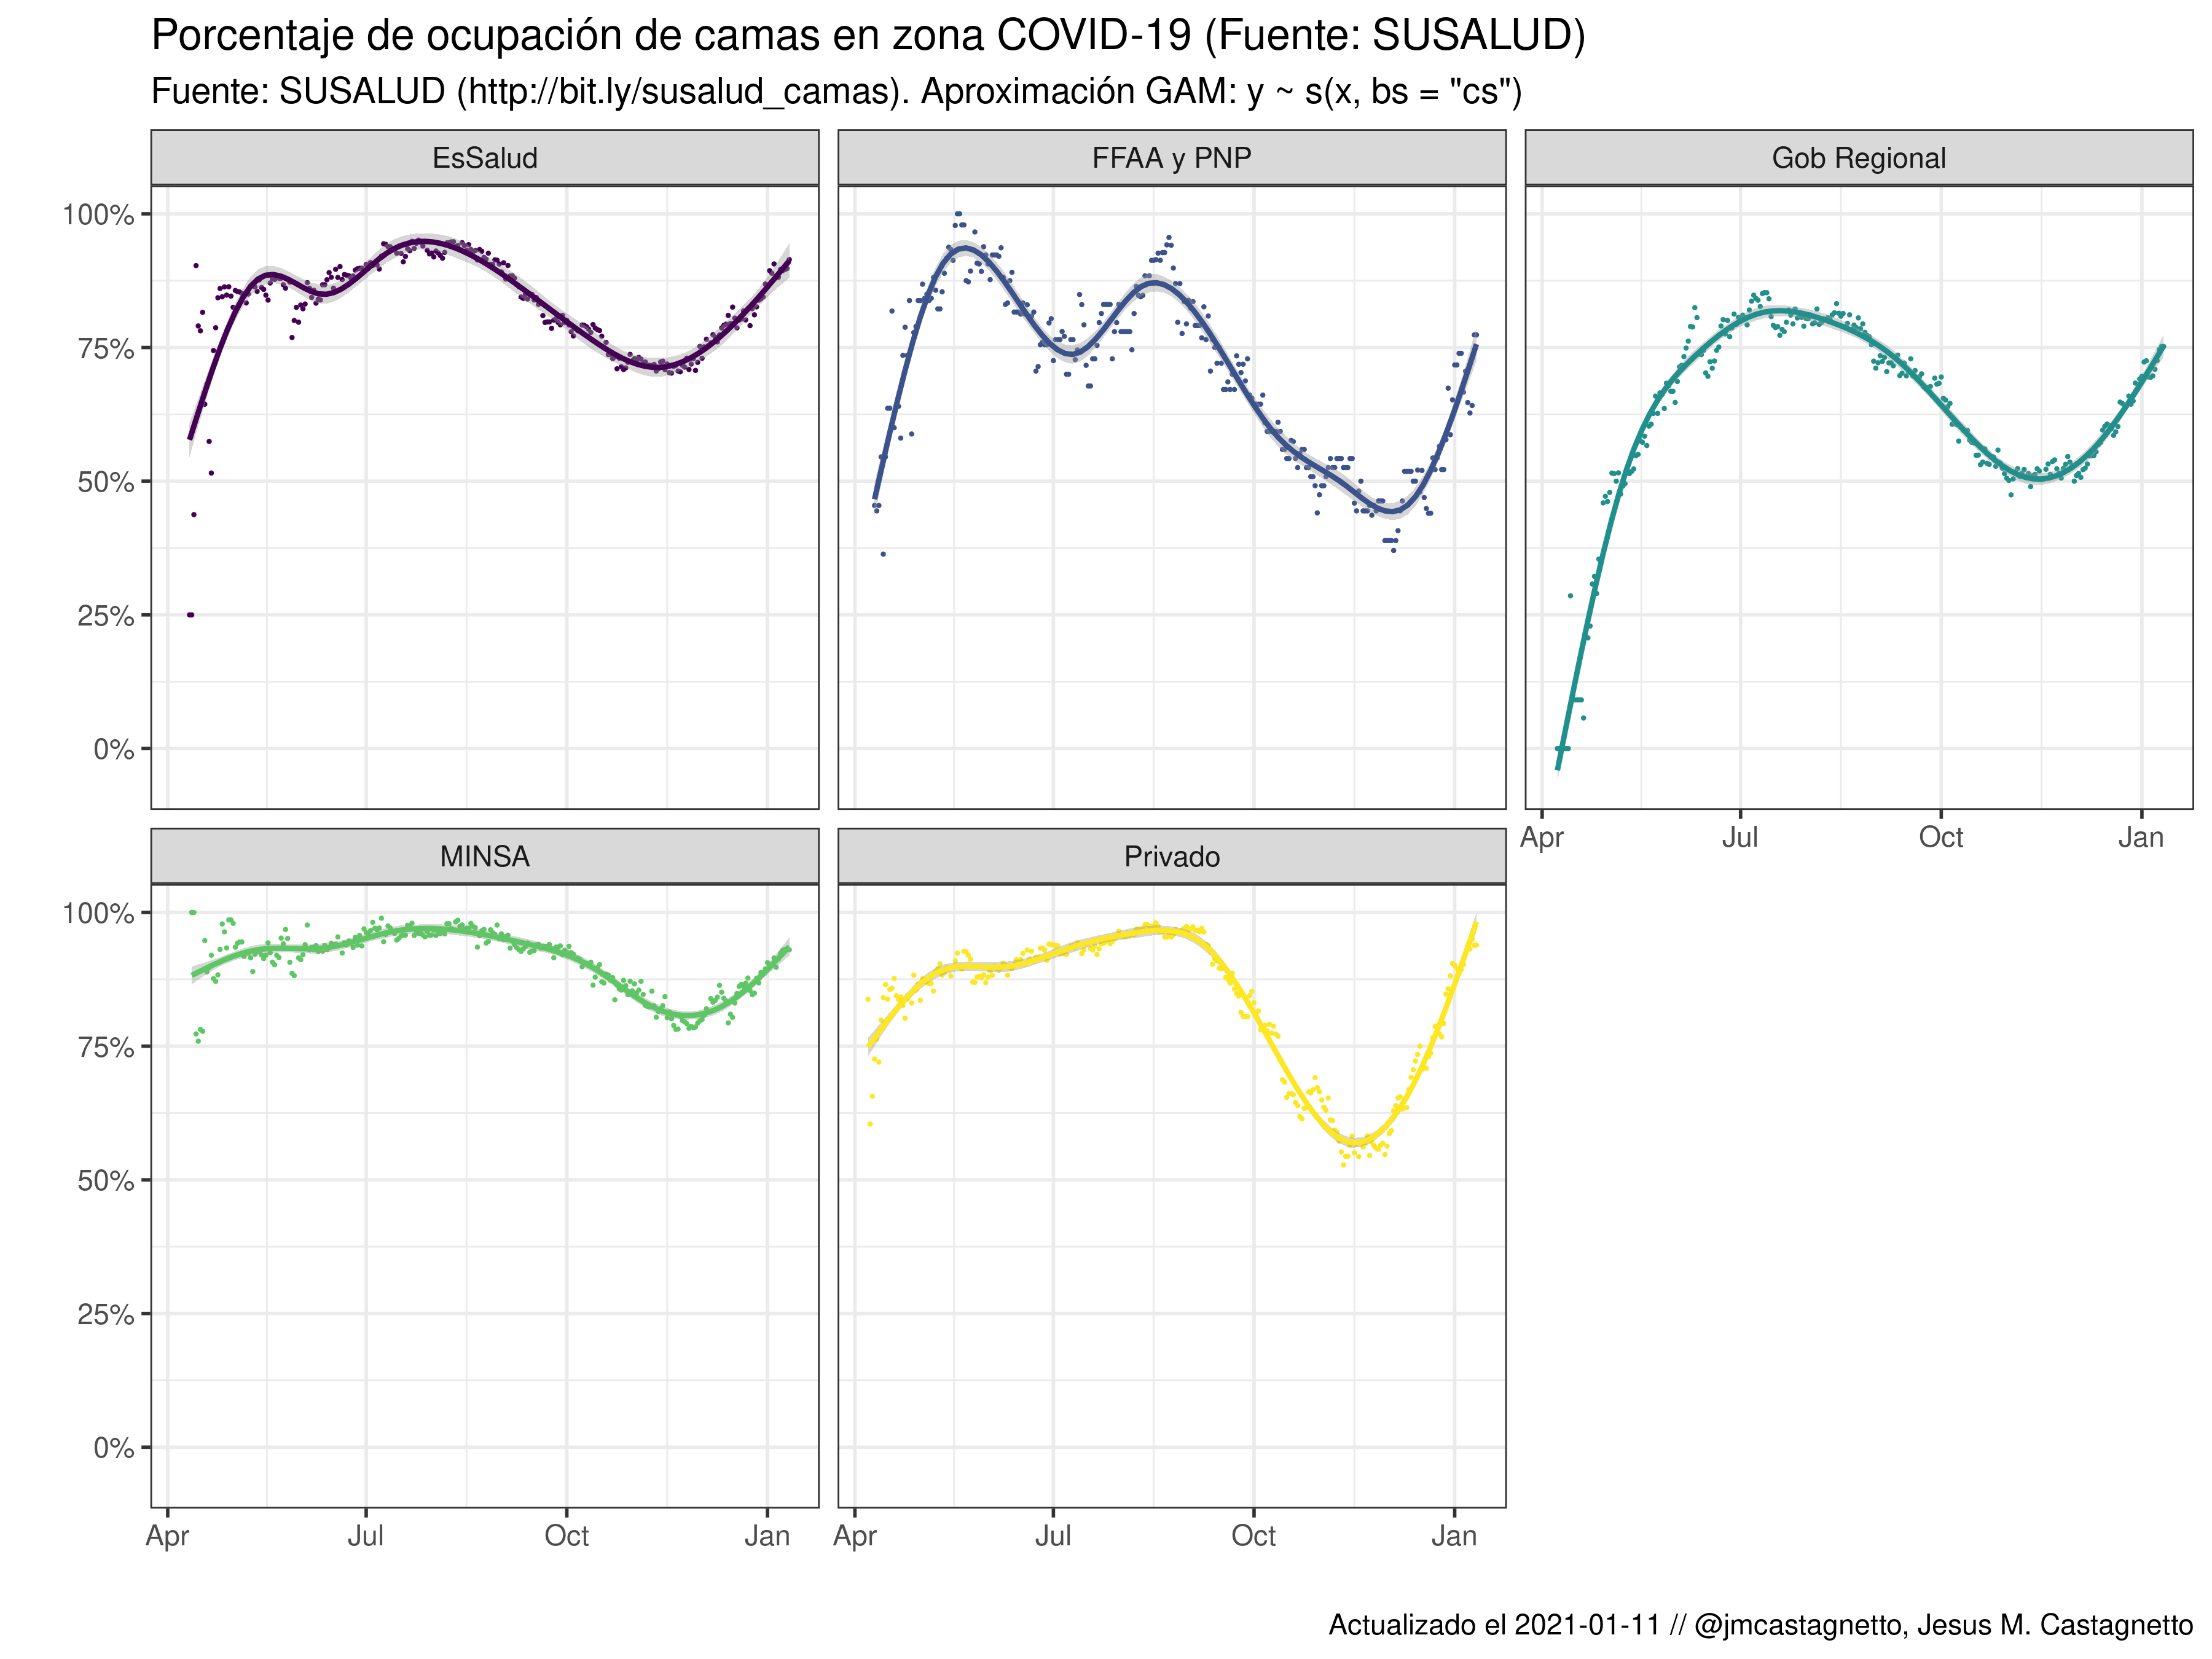 Porcentaje de ocupación de camas en zona COVID-19 (Fuente: SUSALUD)
Fuente: SUSALUD (http://bit.ly/susalud_camas). Aproximación GAM: y ~ s(x, bs = "cs")
EsSalud
FFAA y PNP
Gob Regional
100%
75%
50%
25%
0%
Apr Jul Oct Jan
MINSA
Privado
100%
75%
50%
25%
0%
Apr Jul Oct Jan
Apr Jul Oct Jan
Actualizado el 2021-01-11 // @jmcastagnetto, Jesus M. Castagnetto